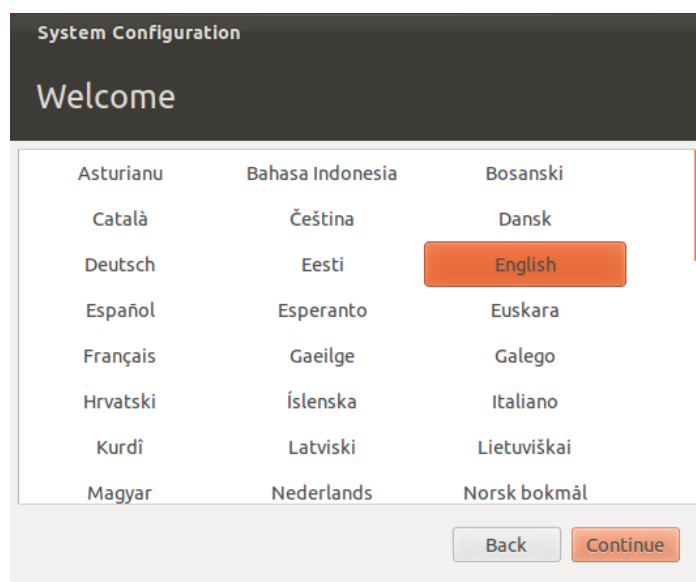 System Configuration
Welcome
Asturianu Bahasa Indonesia Bosanski
Català Čeština Dansk
Deutsch Eesti English
Español Esperanto Euskara
Français Gaeilge Galego
Hrvatski Íslenska Italiano
Kurdî Latviski Lietuviškai
Magyar Nederlands Norsk bokmål
Back Continue